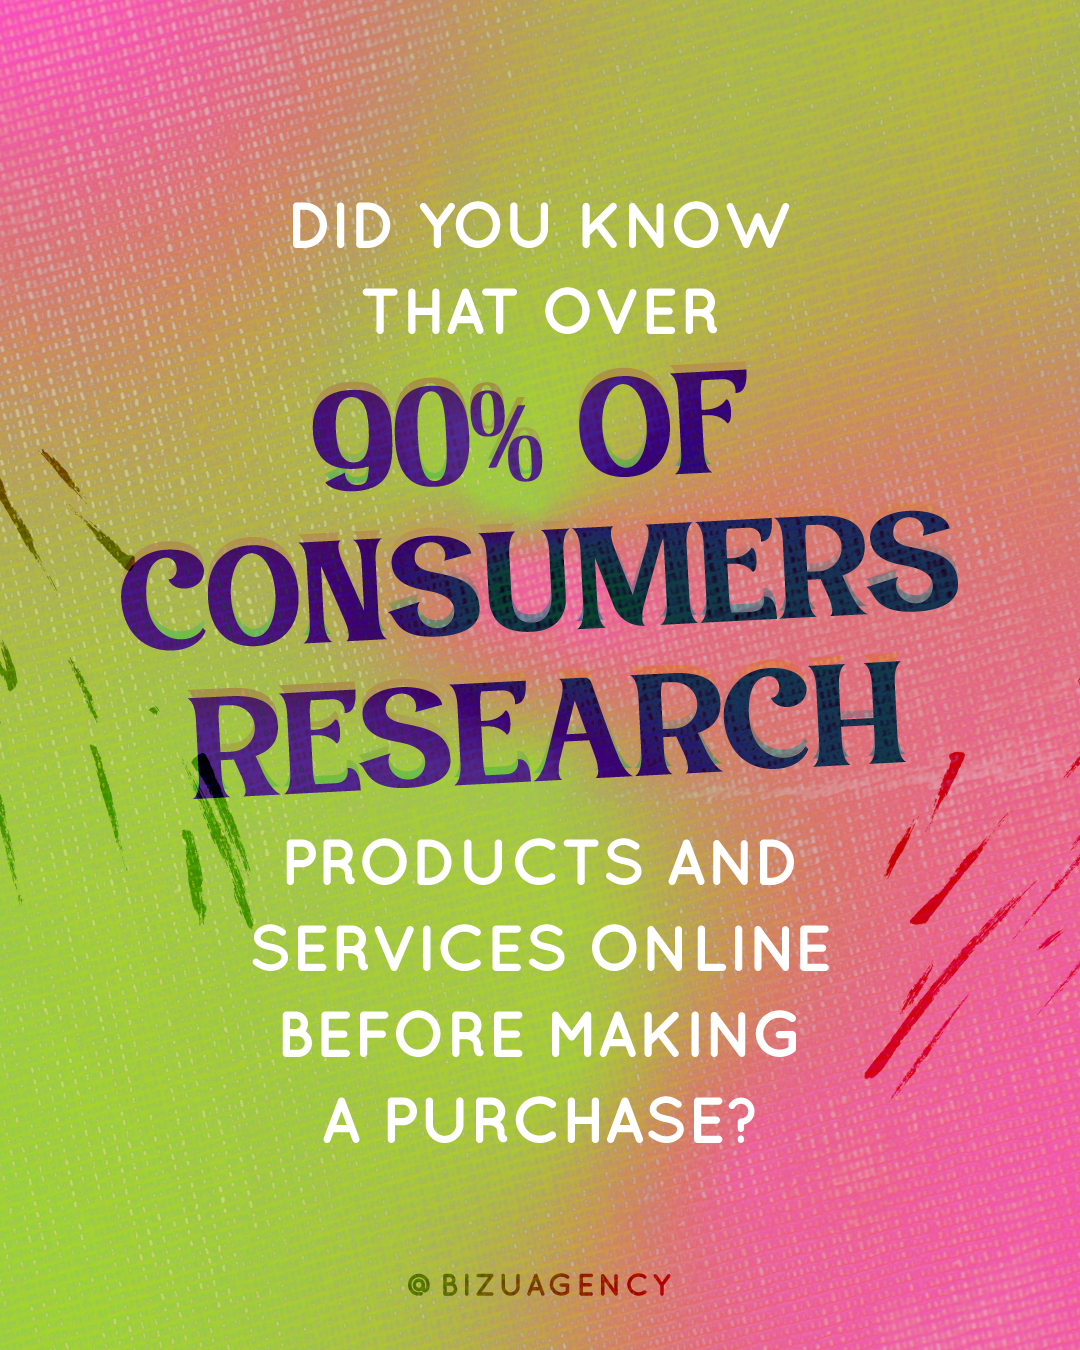 DID YOU KNOW
THAT OVER
90% OF
CONSUMERS
RESEARCH
PRODUCTS AND
SERVICES ONLINE
BEFORE MAKING
A PURCHASE?
@BIZUAGENCY